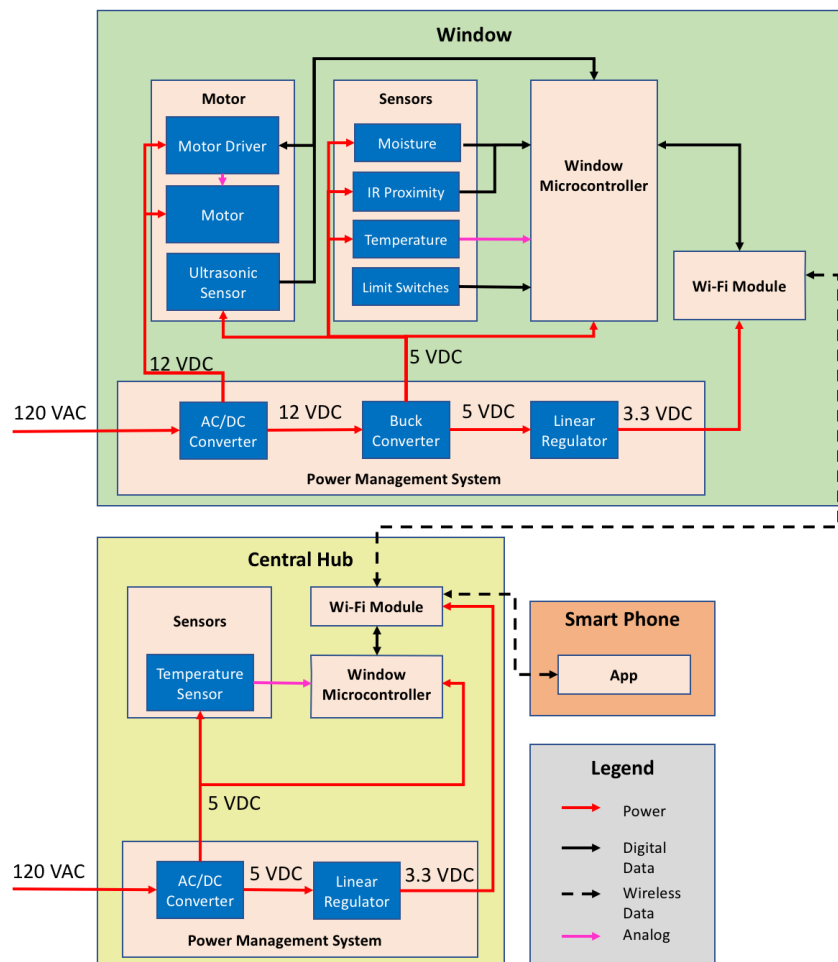 Window
Motor
Motor Driver
Motor
Ultrasonic
Sensor
Sensors
Moisture
IR Proximity
Temperature
Limit Switches
Window
Microcontroller
Wi-Fi Module
12 VDC
5 VDC
120 VAC
AC/DC
Converter
12 VDC
Buck
Converter
5 VDC
Linear
Regulator
3.3 VDC
Power Management System
Central Hub
Sensors
Temperature
Sensor
Wi-Fi Module
Window
Microcontroller
5 VDC
120 VAC
AC/DC
Converter
5 VDC
Linear
Regulator
3.3 VDC
Power Management System
Smart Phone
App
Legend
Power
Digital
Data
Wireless
Data
Analog